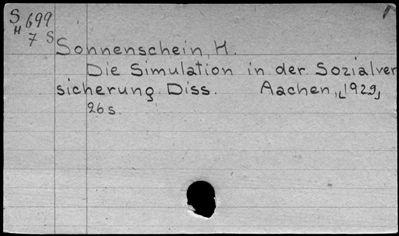 S 699
H 7 S
Sonnenschein, H.
Die Simulation in der Sozialver
sicherung. Diss. Aachen, [1929]
26 s.